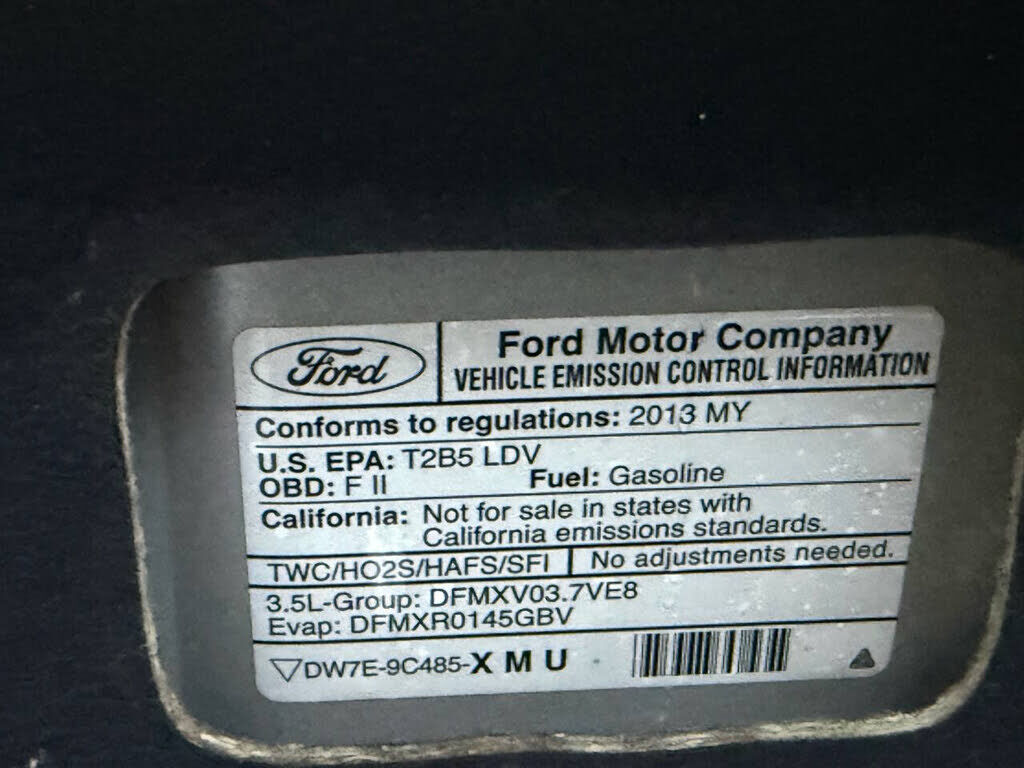 Ford
Ford Motor Company
VEHICLE EMISSION CONTROL INFORMATION
Conforms to regulations: 2013 MY
U.S. EPA: T2B5 LDV
OBD: F II Fuel: Gasoline
California: Not for sale in states with
California emissions standards.
TWC/HO2S/HAFS/SFI No adjustments needed.
3.5L-Group: DFMXV03.7VE8
Evap: DFMXR0145GBV
DW7E-9C485-X M U